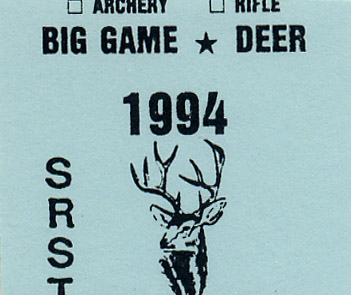 □ ARCHERY □ RIFLE
BIG GAME ★ DEER
1994
S
R
S
T